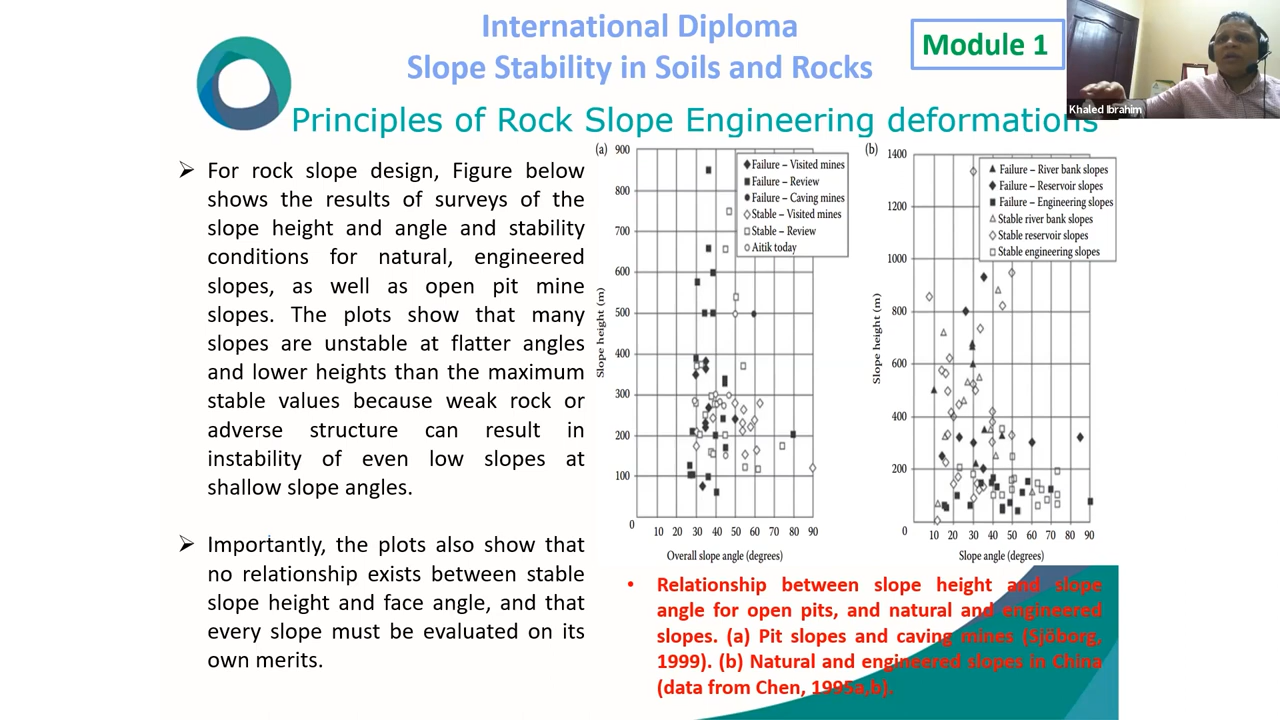 International Diploma
Slope Stability in Soils and Rocks
Module 1
Khaled Ibrahim
Principles of Rock Slope Engineering deformations
➢ For rock slope design, Figure below
shows the results of surveys of the
slope height and angle and stability
conditions for natural, engineered
slopes, as well as open pit mine
slopes. The plots show that many
slopes are unstable at flatter angles
and lower heights than the maximum
stable values because weak rock or
adverse structure can result in
instability of even low slopes at
shallow slope angles.
➢ Importantly, the plots also show that
no relationship exists between stable
slope height and face angle, and that
every slope must be evaluated on its
own merits.
(a)
900
800
700
600
500
400
300
200
100
0
Slope height (m)
10 20 30 40 50 60 70 80 90
Overall slope angle (degrees)
Failure – Visited mines
Failure – Review
Failure – Caving mines
Stable – Visited mines
Stable – Review
Aitik today
(b)
1400
1200
1000
800
600
400
200
0
Slope height (m)
10 20 30 40 50 60 70 80 90
Slope angle (degrees)
Failure – River bank slopes
Failure – Reservoir slopes
Failure – Engineering slopes
Stable river bank slopes
Stable reservoir slopes
Stable engineering slopes
• Relationship between slope height and slope
angle for open pits, and natural and engineered
slopes. (a) Pit slopes and caving mines (Sjöborg,
1999). (b) Natural and engineered slopes in China
(data from Chen, 1995a,b).